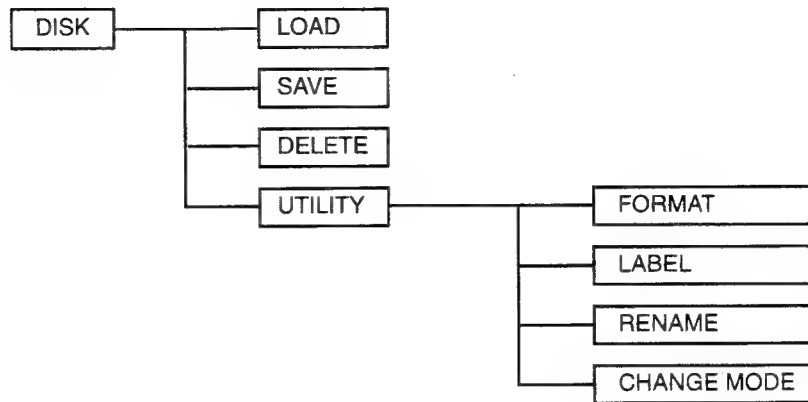 DISK
LOAD
SAVE
DELETE
UTILITY
FORMAT
LABEL
RENAME
CHANGE MODE